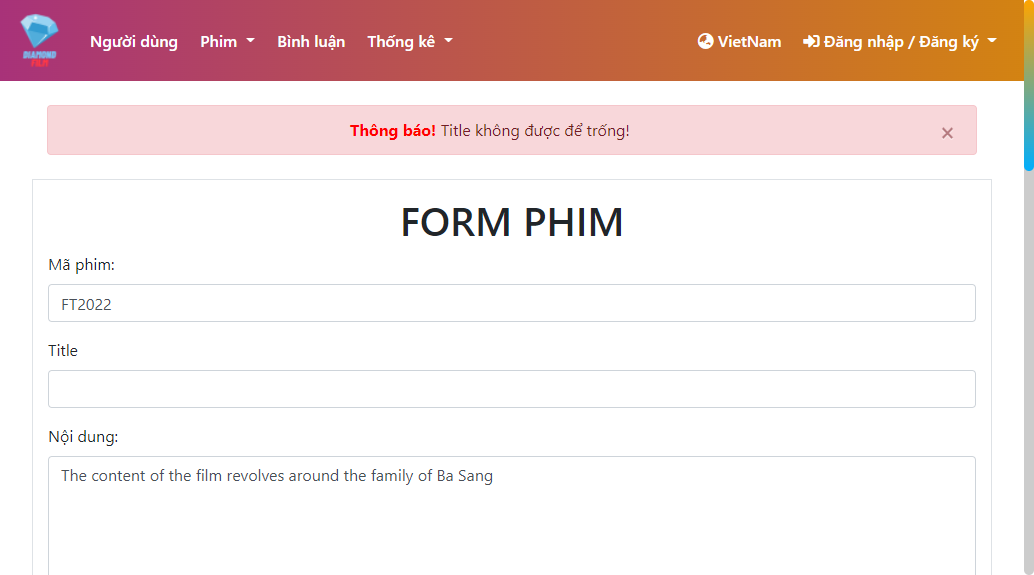 DIAMOND
FILM
Người dùng Phim Bình luận Thống kê VietNam Đăng nhập / Đăng ký
Thông báo! Title không được để trống! ×
FORM PHIM
Mã phim:
FT2022
Title
Nội dung:
The content of the film revolves around the family of Ba Sang